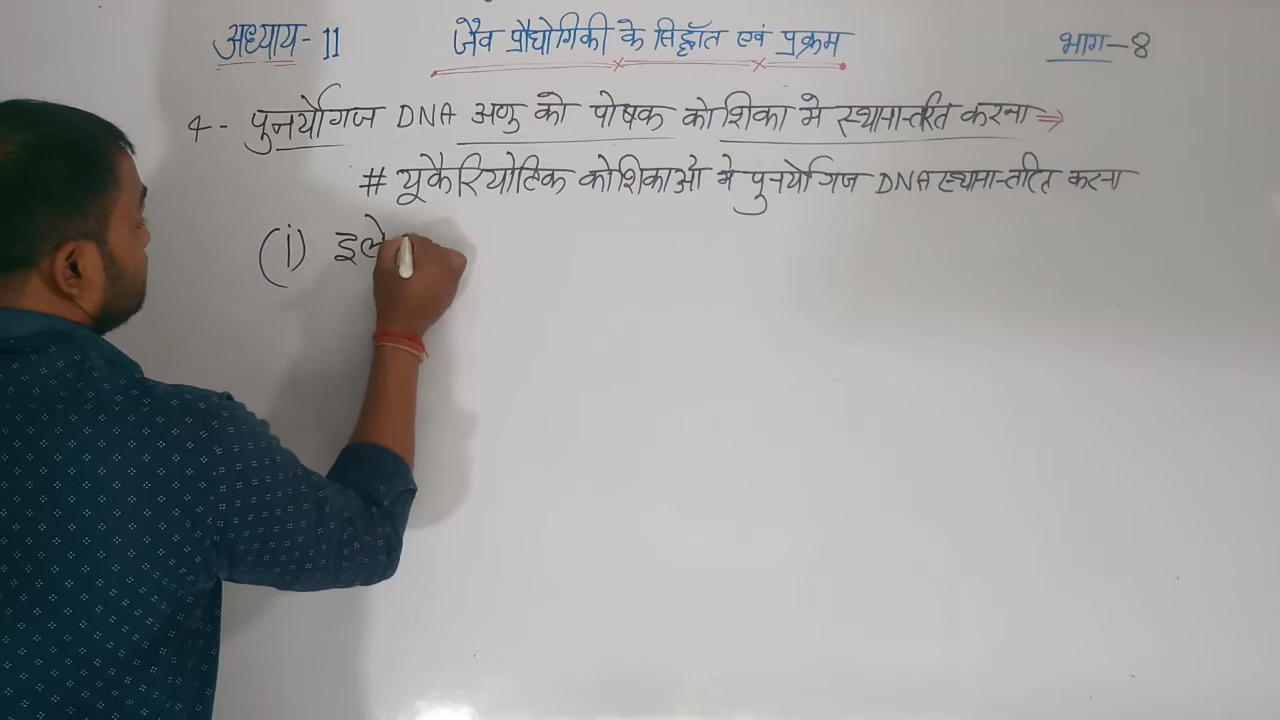 अध्याय- 11 जैव प्रौद्योगिकी के सिद्धाँत एवं प्रक्रम भाग-8
4- पुनर्योगज DNA अणु को पोषक कोशिका मे स्थानान्तरित करना ⇒
# यूकैरियोटिक कोशिकाओ मे पुनर्योगज DNA स्थानान्तरित करना
(i) इले